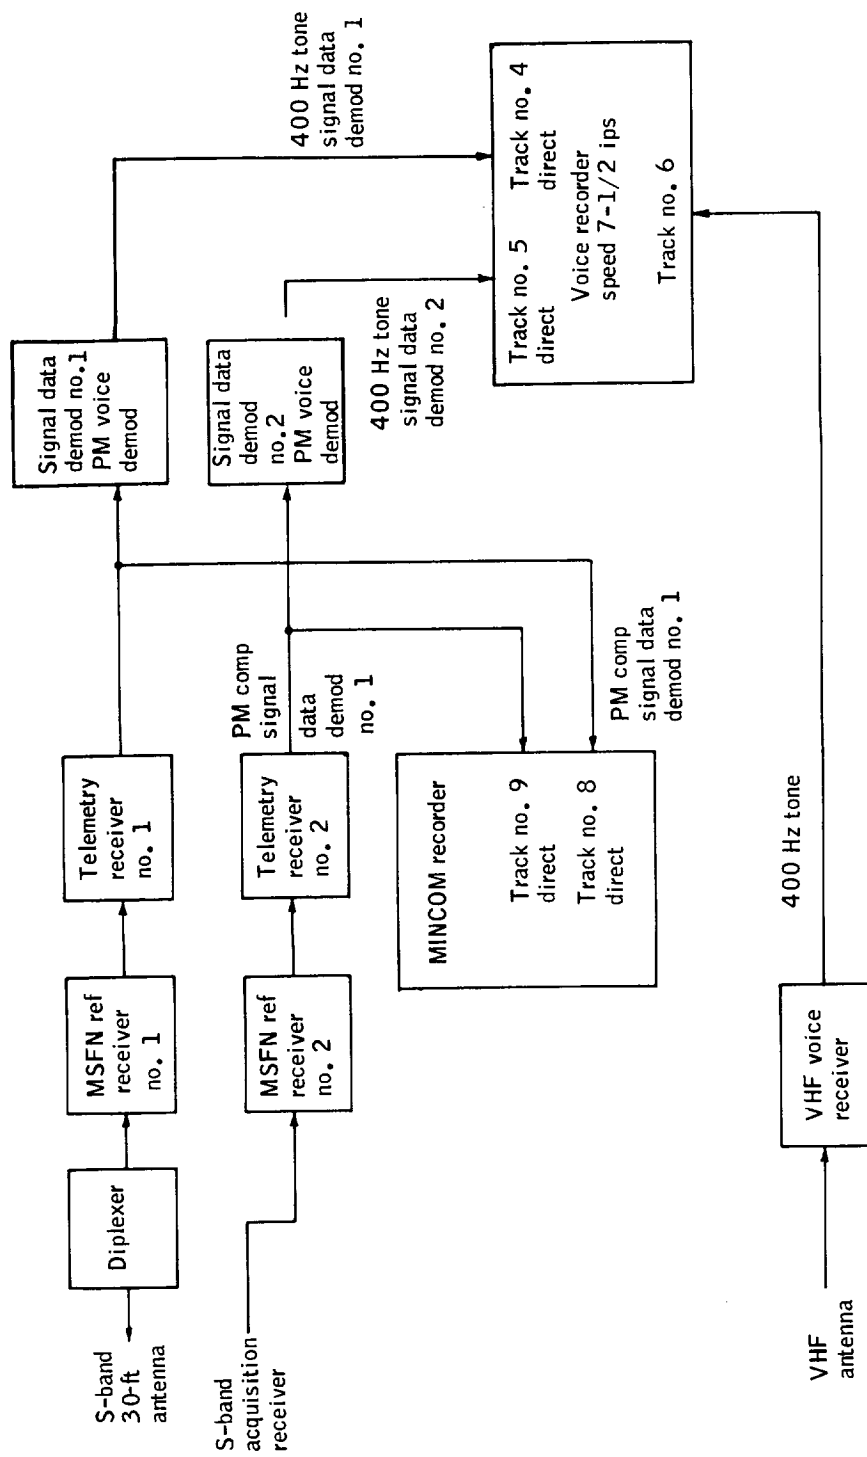 S-band
30-ft
antenna
Diplexer
MSFN ref
receiver
no. 1
Telemetry
receiver
no. 1
Signal data
demod no.1
PM voice
demod
400 Hz tone
signal data
demod no. 1
S-band
acquisition
receiver
MSFN ref
receiver
no. 2
Telemetry
receiver
no. 2
PM comp
signal
data
demod
no. 1
Signal data
demod
no.2
PM voice
demod
400 Hz tone
signal data
demod no. 2
MINCOM recorder
Track no. 9
direct
Track no. 8
direct
PM comp
signal data
demod no. 1
Track no. 5
direct
Track no. 4
direct
Voice recorder
speed 7-1/2 ips
Track no. 6
VHF
antenna
VHF voice
receiver
400 Hz tone